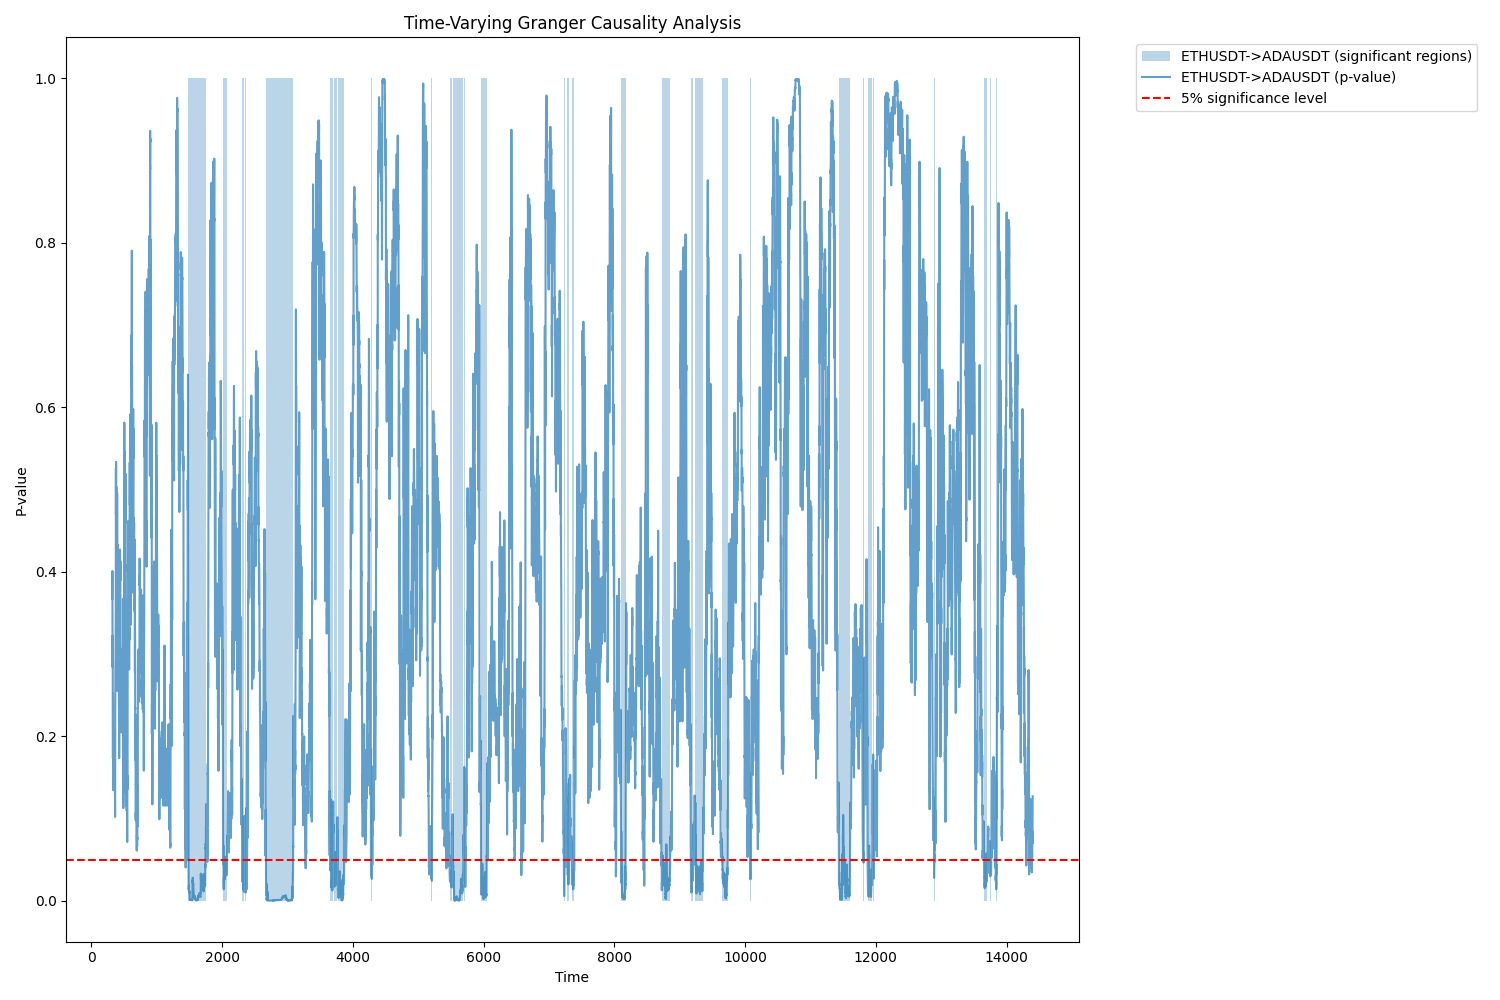 Time-Varying Granger Causality Analysis
ETHUSDT->ADAUSDT (significant regions)
ETHUSDT->ADAUSDT (p-value)
5% significance level
P-value
1.0
0.8
0.6
0.4
0.2
0.0
0 2000 4000 6000 8000 10000 12000 14000
Time